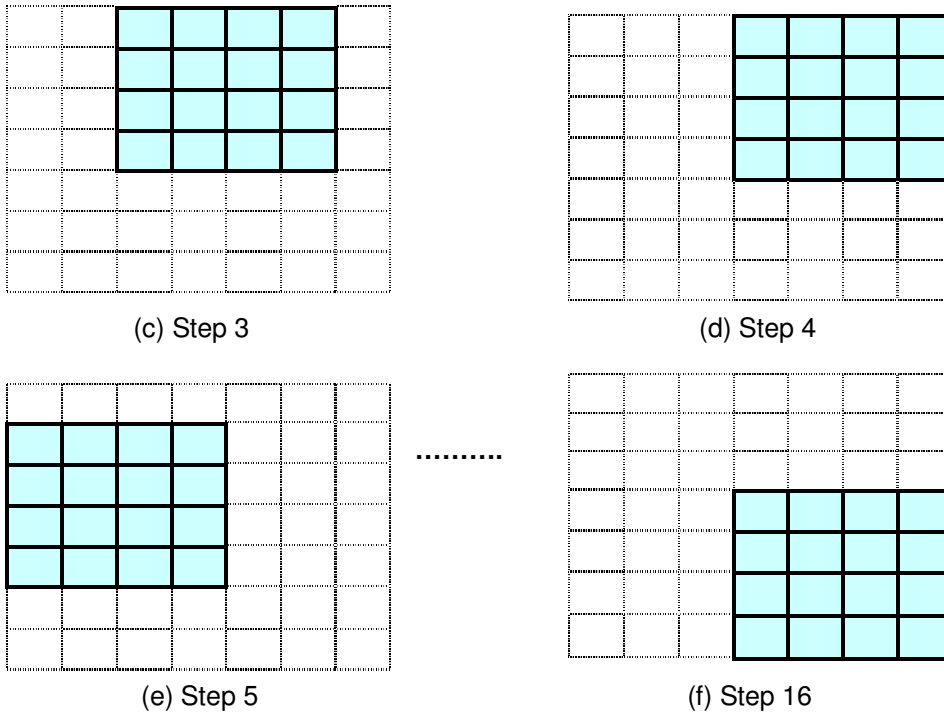 (c) Step 3
(d) Step 4
..........
(e) Step 5
(f) Step 16